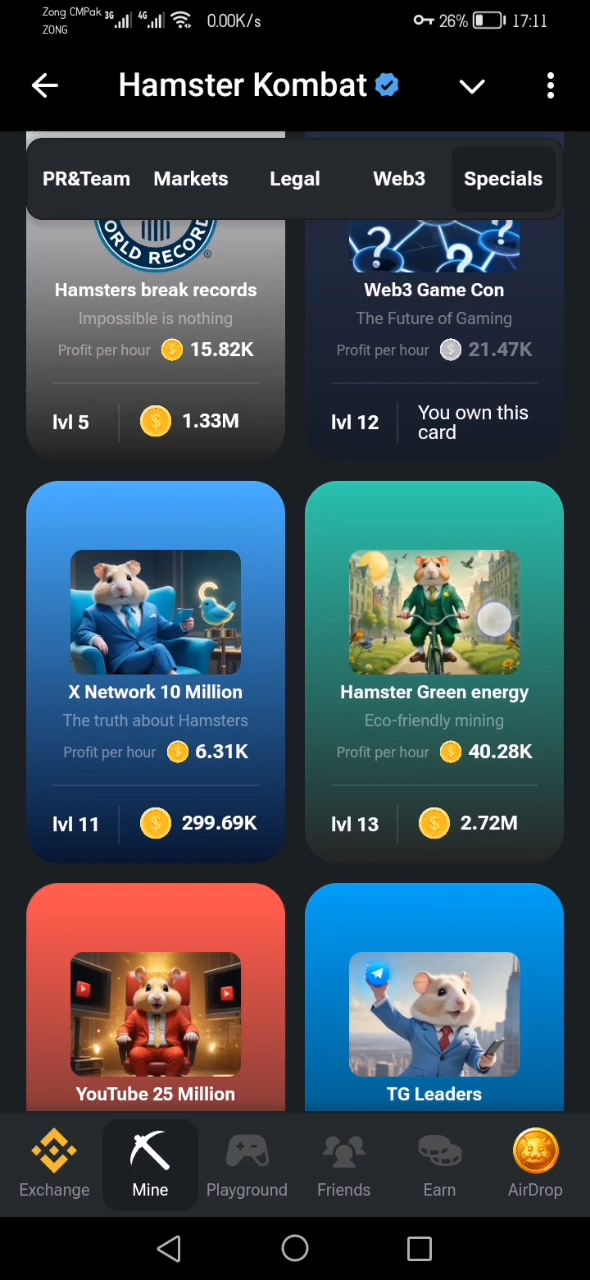 Zong CMPak 3G 4G 0.00K/s 26% 17:11
ZONG
Hamster Kombat
PR&Team Markets Legal Web3 Specials
ORLD RECORD
®
Hamsters break records
Impossible is nothing
Profit per hour 15.82K
lvl 5 1.33M
? ? ?
Web3 Game Con
The Future of Gaming
Profit per hour 21.47K
lvl 12 You own this
card
X Network 10 Million
The truth about Hamsters
Profit per hour 6.31K
lvl 11 299.69K
Hamster Green energy
Eco-friendly mining
Profit per hour 40.28K
lvl 13 2.72M
YouTube 25 Million
TG Leaders
Exchange Mine Playground Friends Earn AirDrop